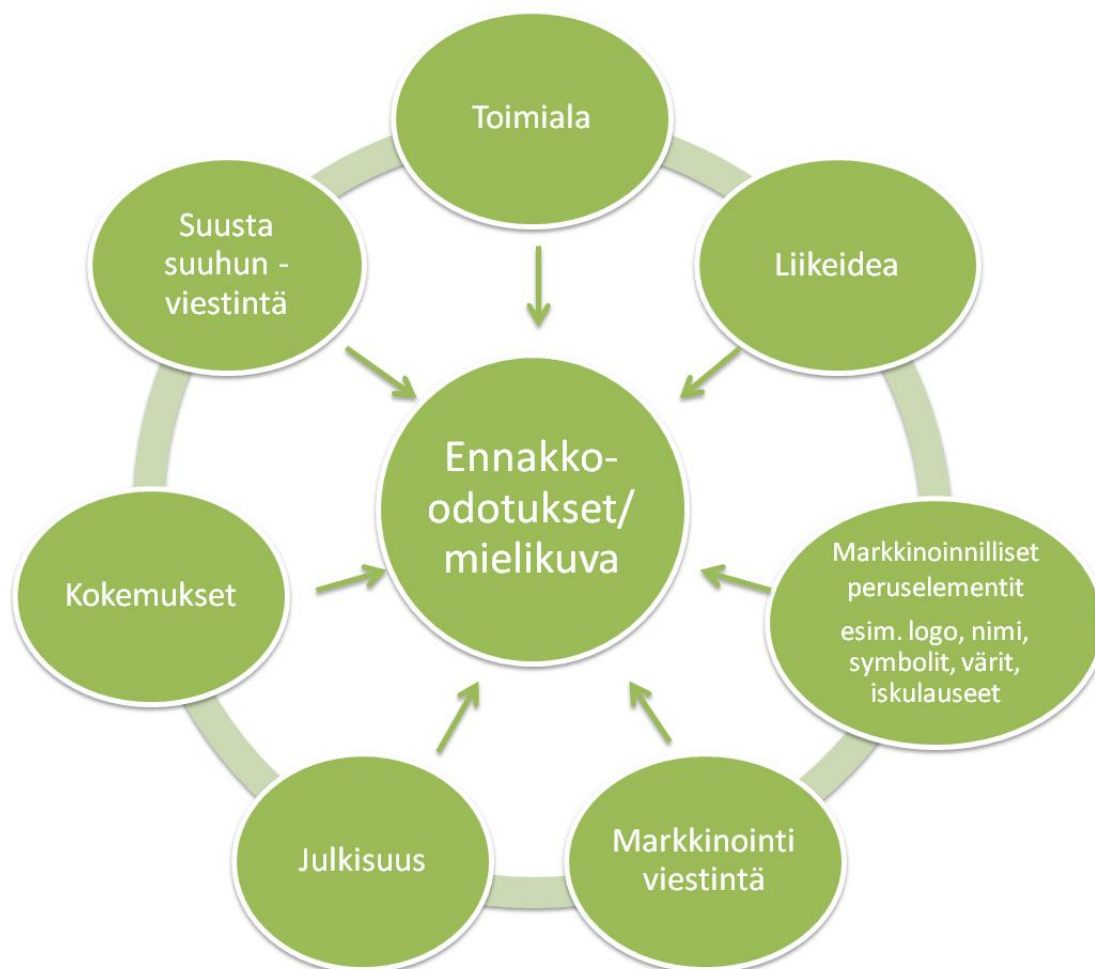 Toimiala
Liikeidea
Markkinoinnilliset
peruselementit
esim. logo, nimi,
symbolit, värit,
iskulauseet
Markkinointi
viestintä
Julkisuus
Kokemukset
Suusta
suuhun -
viestintä
Ennakko-
odotukset/
mielikuva